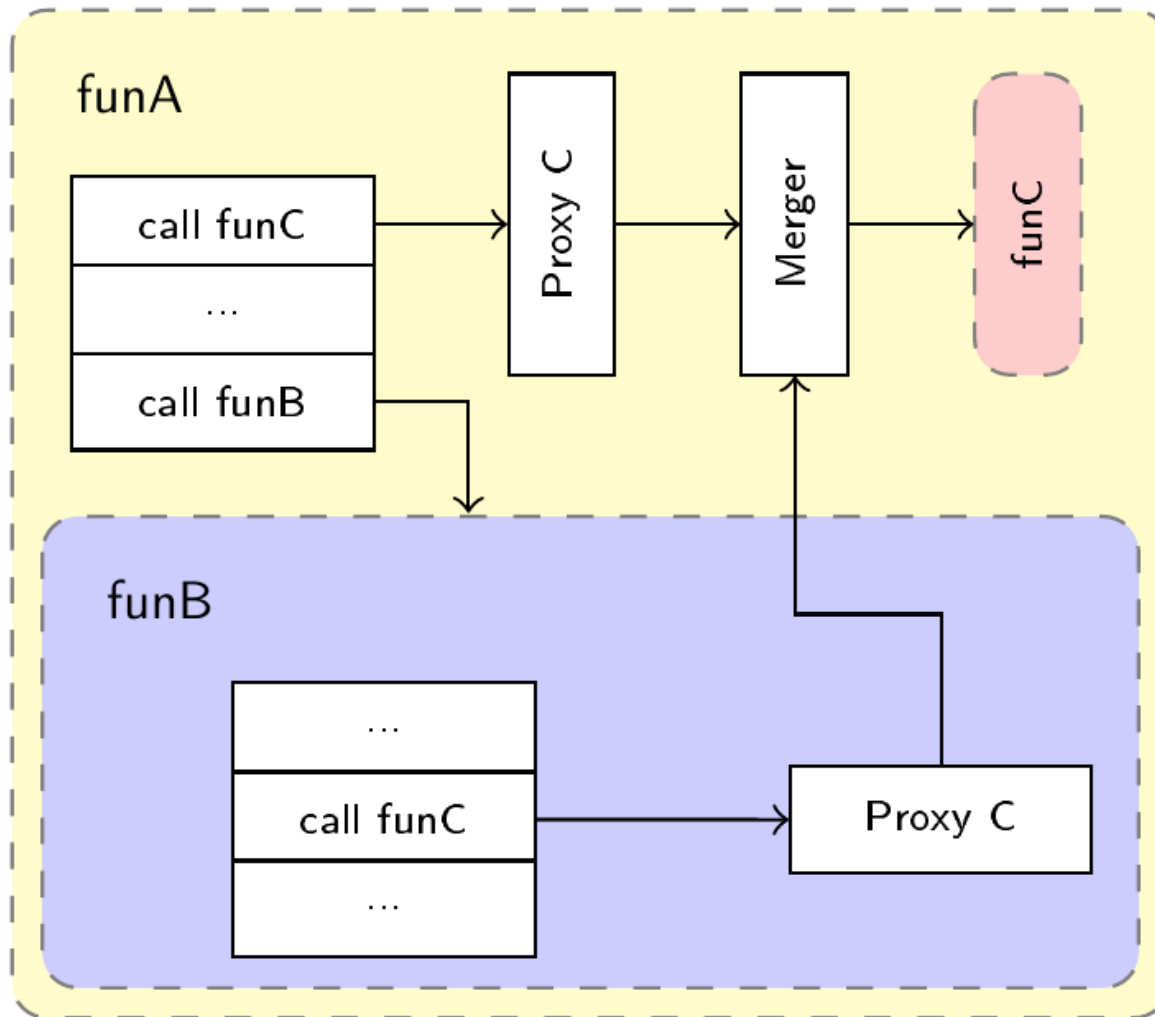 funA
call funC
...
call funB
Proxy C
Merger
funC
funB
...
call funC
...
Proxy C